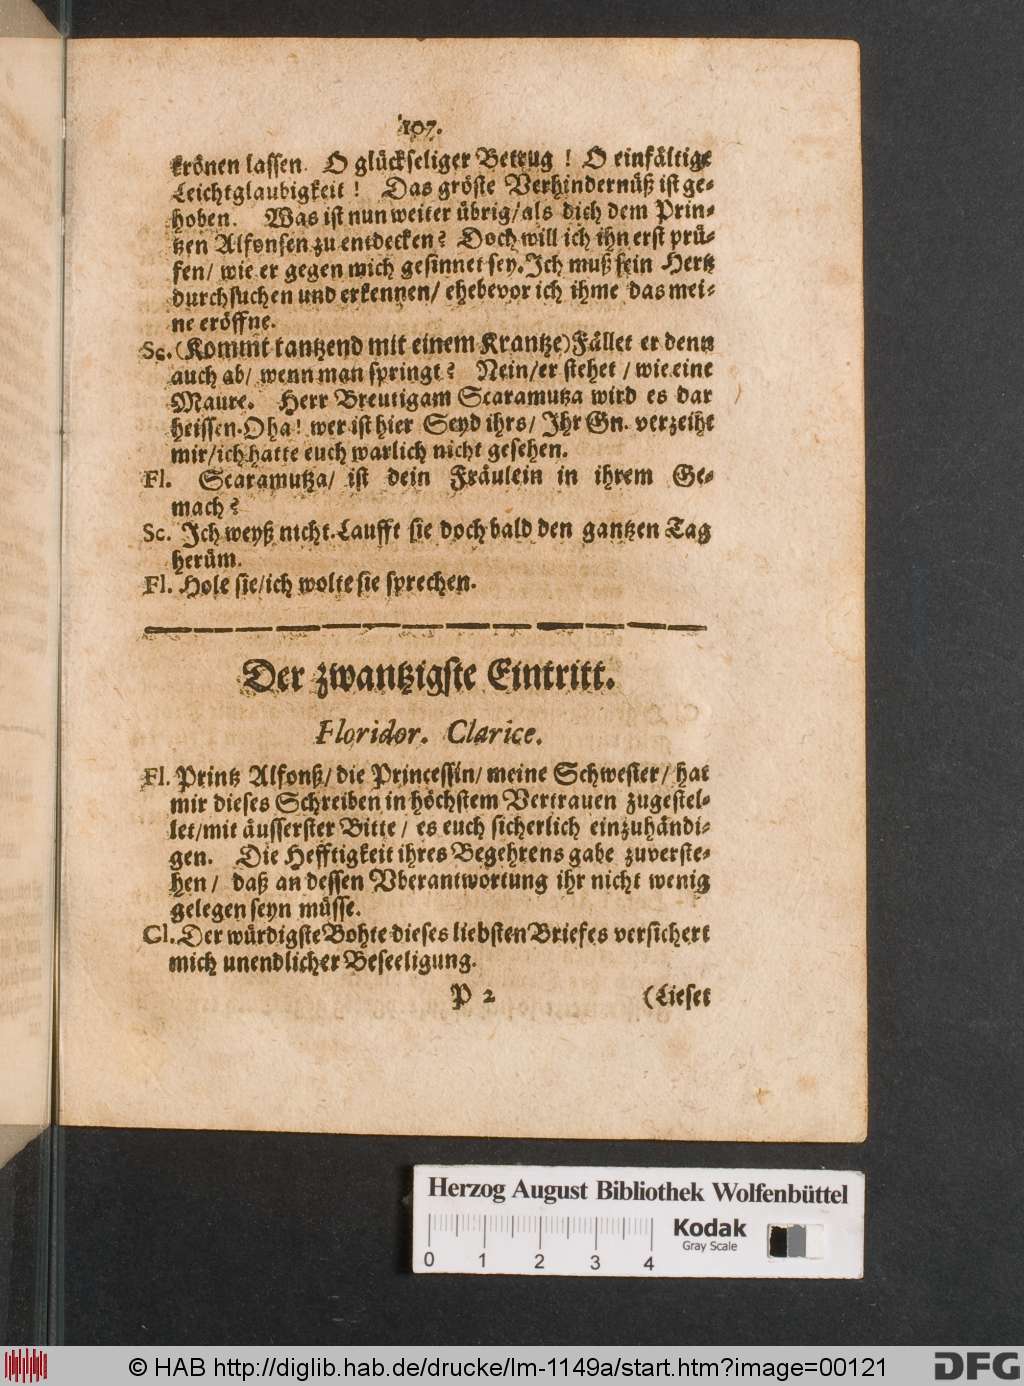 107.
krönen lassen. O glückseliger Betrug! O einfältige
Leichtglaubigkeit! Das gröste Verhindernüß ist ge-
hoben. Was ist nun weiter übrig/als dich dem Prin-
tzen Alfonsen zu entdecken? Doch will ich ihn erst prü-
fen/ wie er gegen mich gesinnet sey. Ich muß sein Hertz
durchsuchen und erkennen/ ehebevor ich ihme das mei-
ne eröffne.
Sc. (Kommt tantzend mit einem Krantze) Fället er denn
auch ab/ wenn man springt? Nein/er stehet/ wie eine
Maure. Herr Breutigam Scaramutza wird es dar
heissen. Oha! wer ist hier Seyd ihrs/ Ihr Gn. verzeiht
mir/ich hatte euch warlich nicht gesehen.
Fl. Scaramutza/ ist dein Fräulein in ihrem Ge-
mach?
Sc. Ich weyß nicht. Laufft sie doch bald den gantzen Tag
herüm.
Fl. Hole sie/ich wolte sie sprechen.
Der zwantzigste Eintritt.
Floridor. Clarice.
Fl. Printz Alfonß/ die Princessin/ meine Schwester/ hat
mir dieses Schreiben in höchstem Vertrauen zugestel-
let/mit äusserster Bitte/ es euch sicherlich einzuhändi-
gen. Die Hefftigkeit ihres Begehrens gabe zuverste-
hen/ daß an dessen Vberantwortung ihr nicht wenig
gelegen seyn müsse.
Cl. Der würdigste Bohte dieses liebsten Briefes versichert
mich unendlicher Beseeligung.
P 2 (Lieset
Herzog August Bibliothek Wolfenbüttel
0 1 2 3 4
Kodak
Gray Scale
© HAB http://diglib.hab.de/drucke/lm-1149a/start.htm?image=00121
DFG